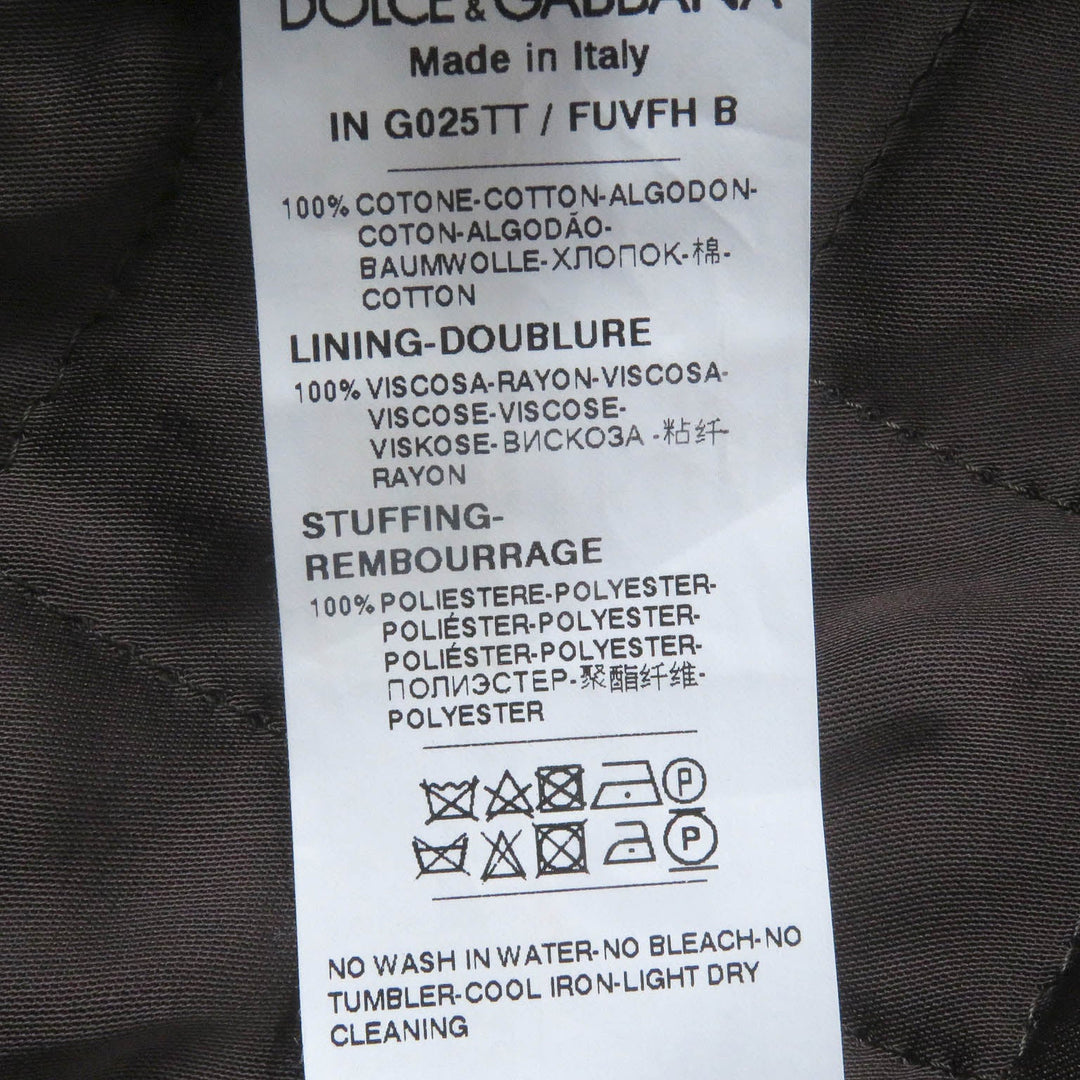 DOLCE & GABBANA
Made in Italy
IN G025TT / FUVFH B
100% COTONE-COTTON-ALGODON-
COTON-ALGODÃO-
BAUMWOLLE-ХЛОПОК-棉-
COTTON
LINING-DOUBLURE
100% VISCOSA-RAYON-VISCOSA-
VISCOSE-VISCOSE-
VISKOSE-ВИСКОЗА -粘纤-
RAYON
STUFFING-
REMBOURRAGE
100% POLIESTERE-POLYESTER-
POLIÉSTER-POLYESTER-
POLIÉSTER-POLYESTER-
ПОЛИЭСТЕР-聚酯纤维-
POLYESTER
P
P
NO WASH IN WATER-NO BLEACH-NO
TUMBLER-COOL IRON-LIGHT DRY
CLEANING